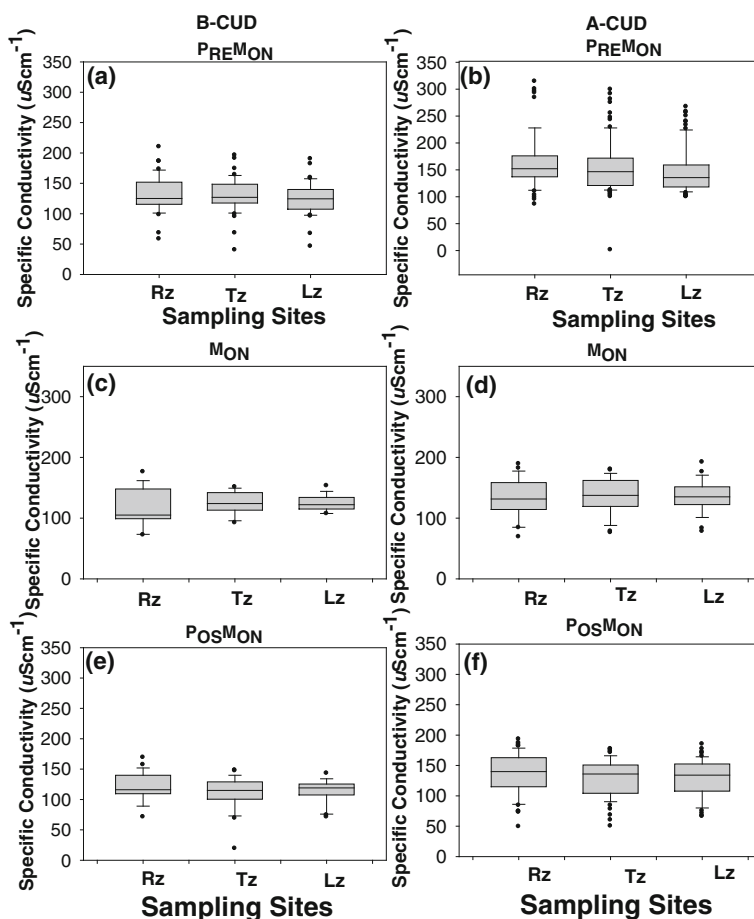 B-CUD
PREMON
A-CUD
PREMON
(a)
350
300
250
200
150
100
50
0
Specific Conductivity (uScm-1)
Rz Tz Lz
Sampling Sites
(b)
350
300
250
200
150
100
50
0
Specific Conductivity (uScm-1)
Rz Tz Lz
Sampling Sites
MON
(c)
300
200
100
0
Specific Conductivity (uScm-1)
Rz Tz Lz
MON
(d)
300
200
100
0
Specific Conductivity (uScm-1)
Rz Tz Lz
POSMON
(e)
350
300
250
200
150
100
50
0
Specific Conductivity (uScm-1)
Rz Tz Lz
Sampling Sites
POSMON
(f)
350
300
250
200
150
100
50
0
Specific Conductivity (uScm-1)
Rz Tz Lz
Sampling Sites